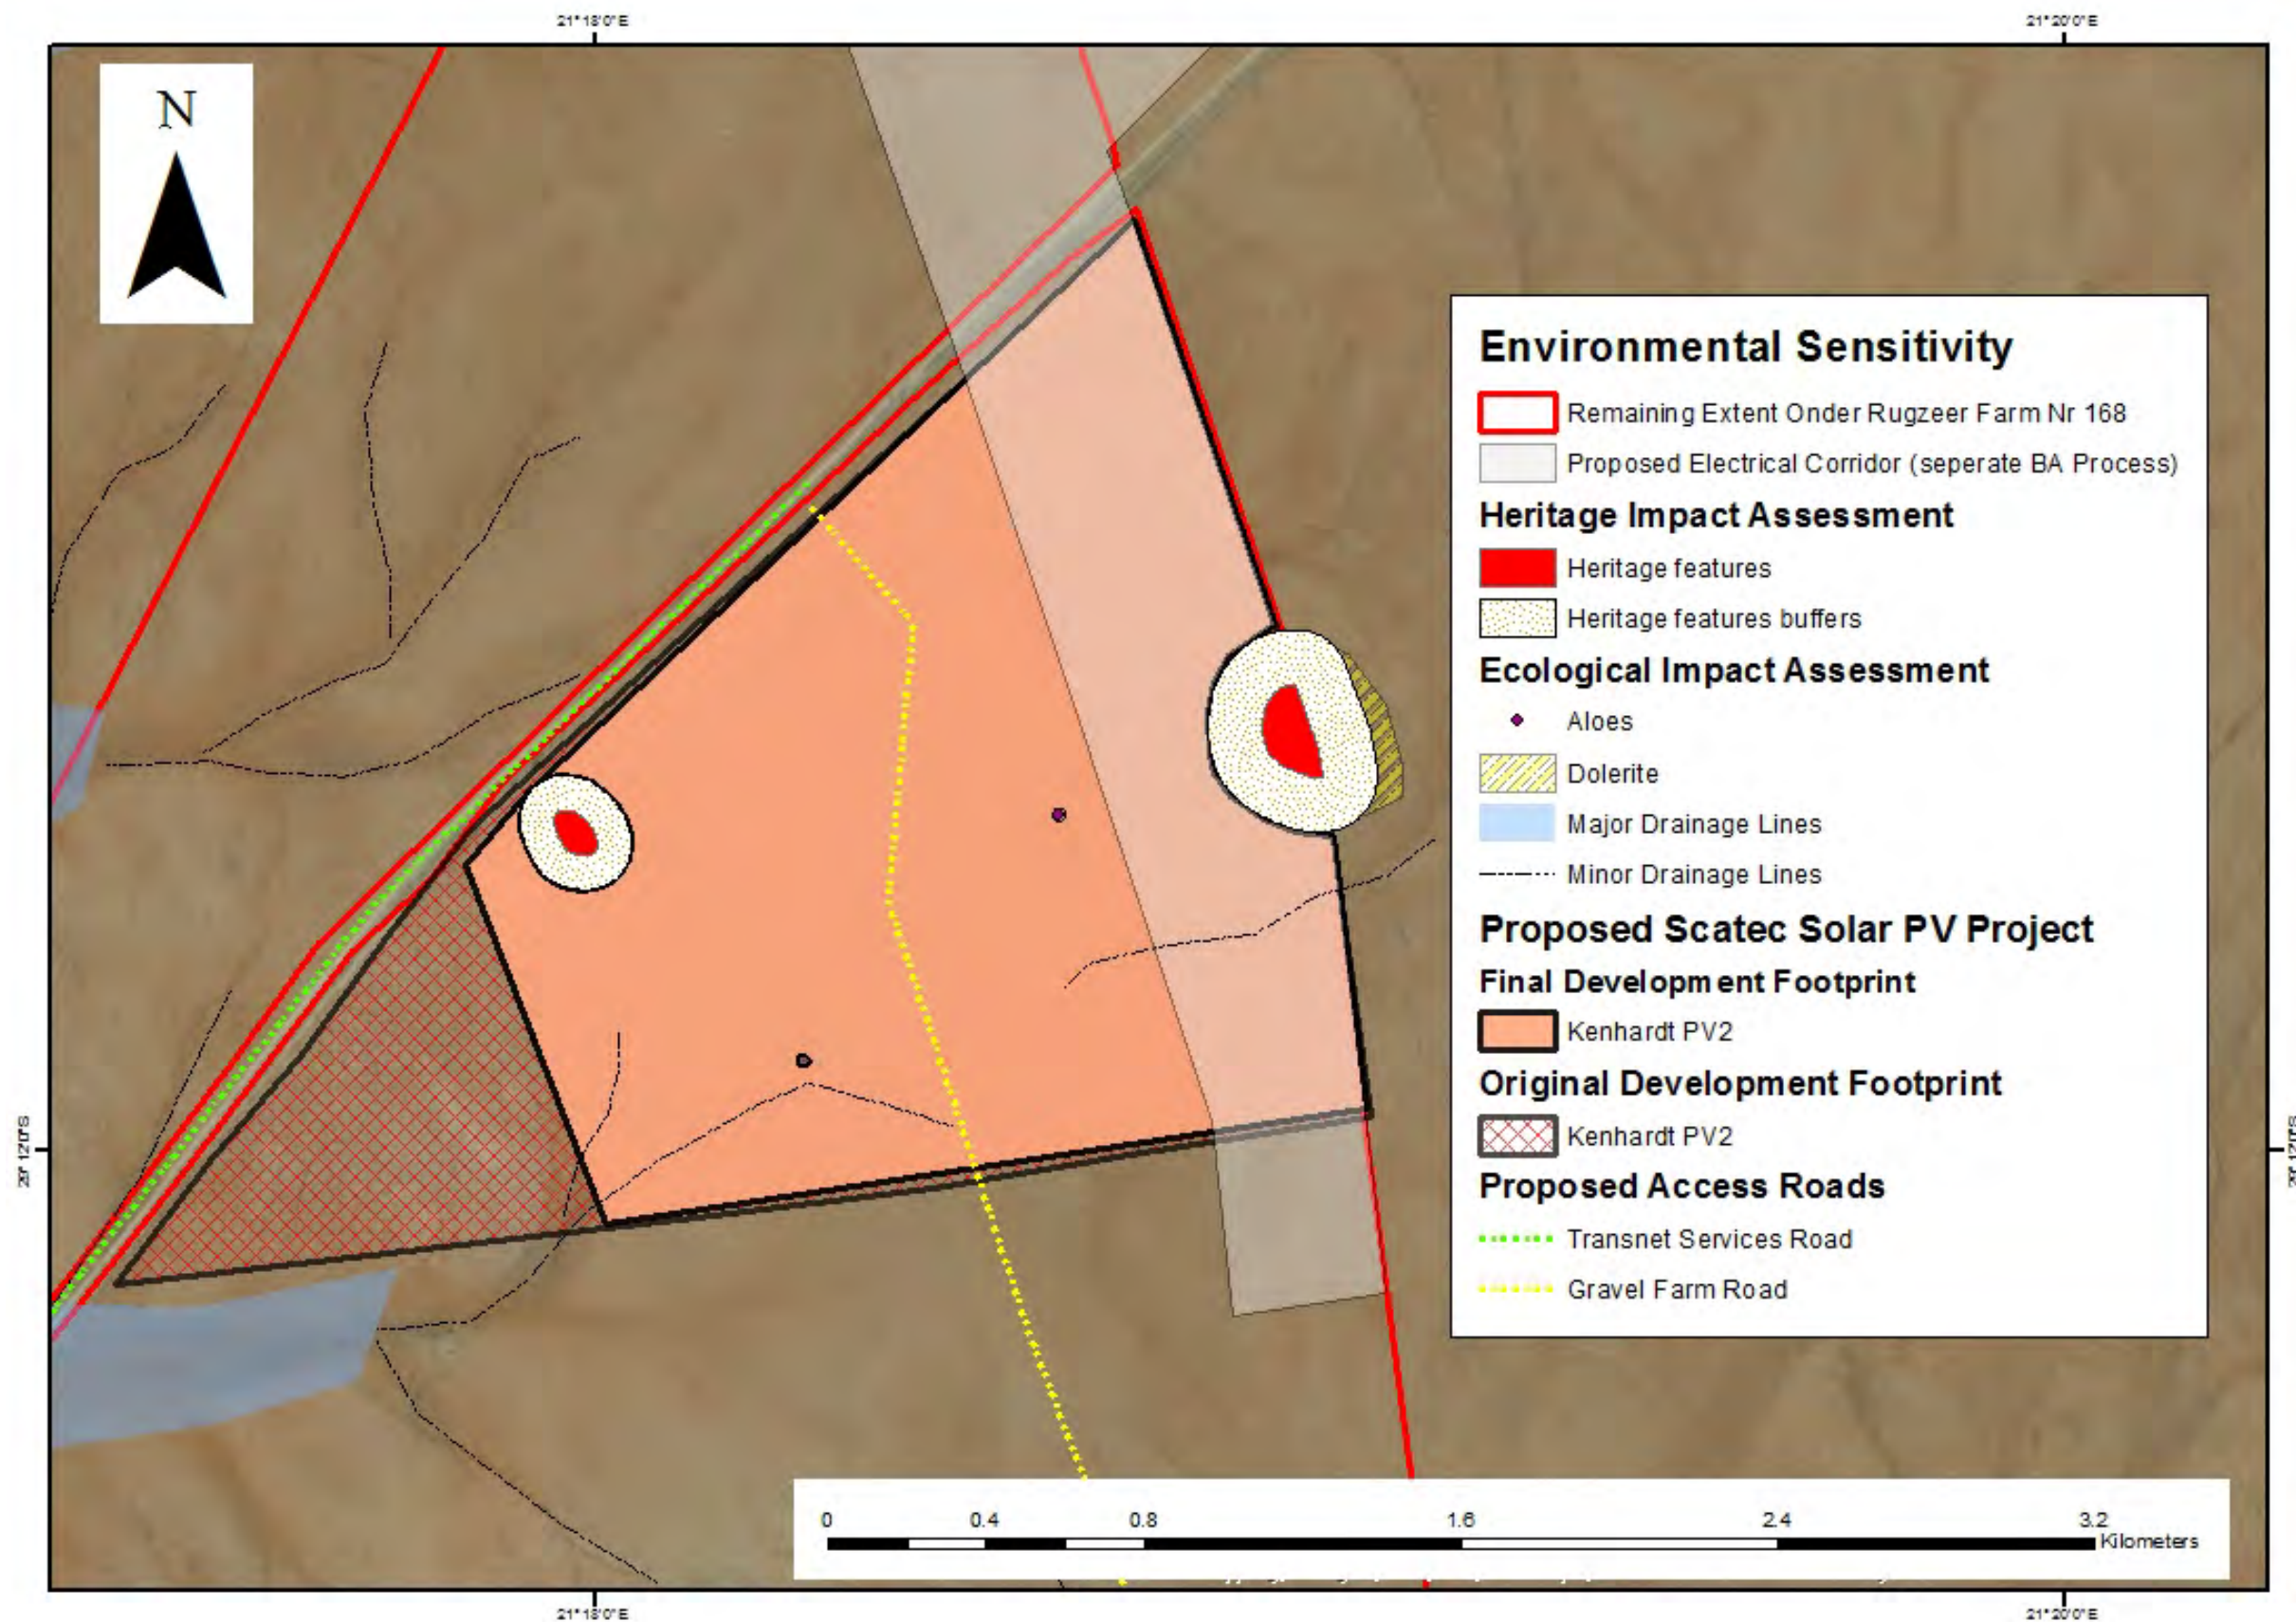 21°18'0"E
21°20'0"E
N
Environmental Sensitivity
Remaining Extent Onder Rugzeer Farm Nr 168
Proposed Electrical Corridor (seperate BA Process)
Heritage Impact Assessment
Heritage features
Heritage features buffers
Ecological Impact Assessment
Aloes
Dolerite
Major Drainage Lines
Minor Drainage Lines
Proposed Scatec Solar PV Project
Final Development Footprint
Kenhardt PV2
Original Development Footprint
Kenhardt PV2
Proposed Access Roads
Transnet Services Road
Gravel Farm Road
0 0.4 0.8 1.6 2.4 3.2
Kilometers
21°18'0"E
21°20'0"E